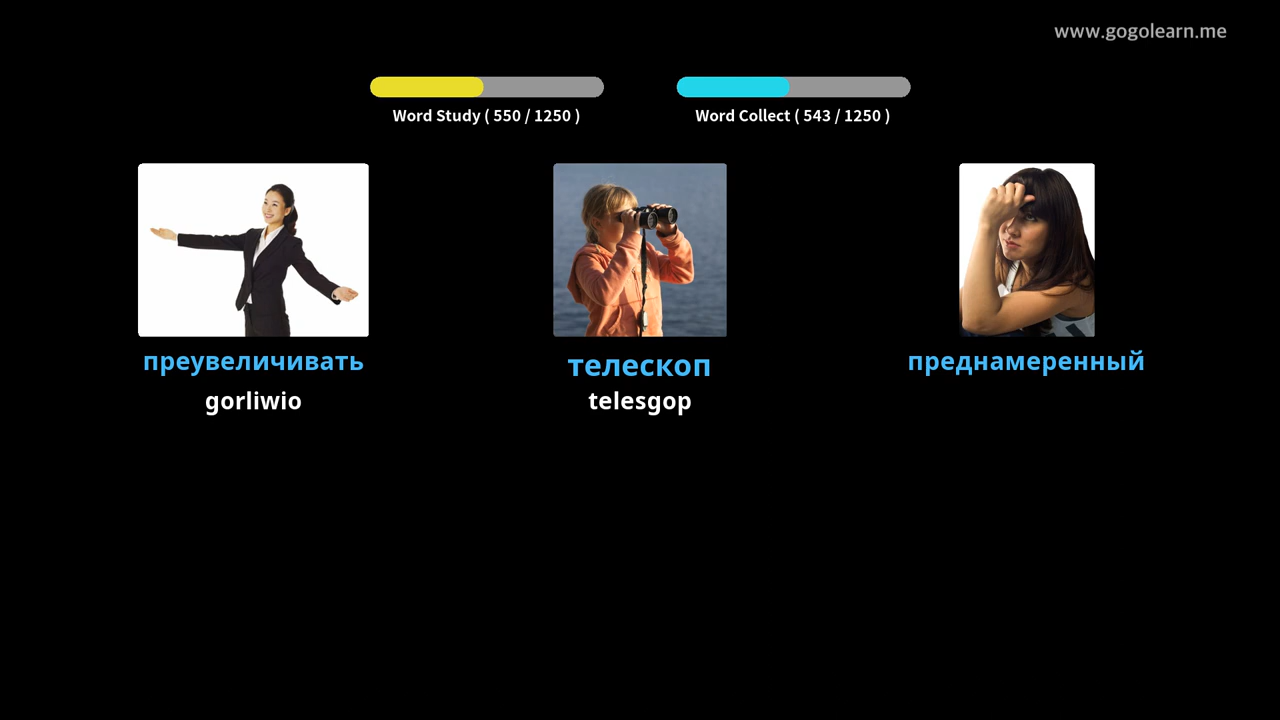 www.gogolearn.me
Word Study ( 550 / 1250 )
Word Collect ( 543 / 1250 )
преувеличивать
телескоп
преднамеренный
gorliwio
telesgop